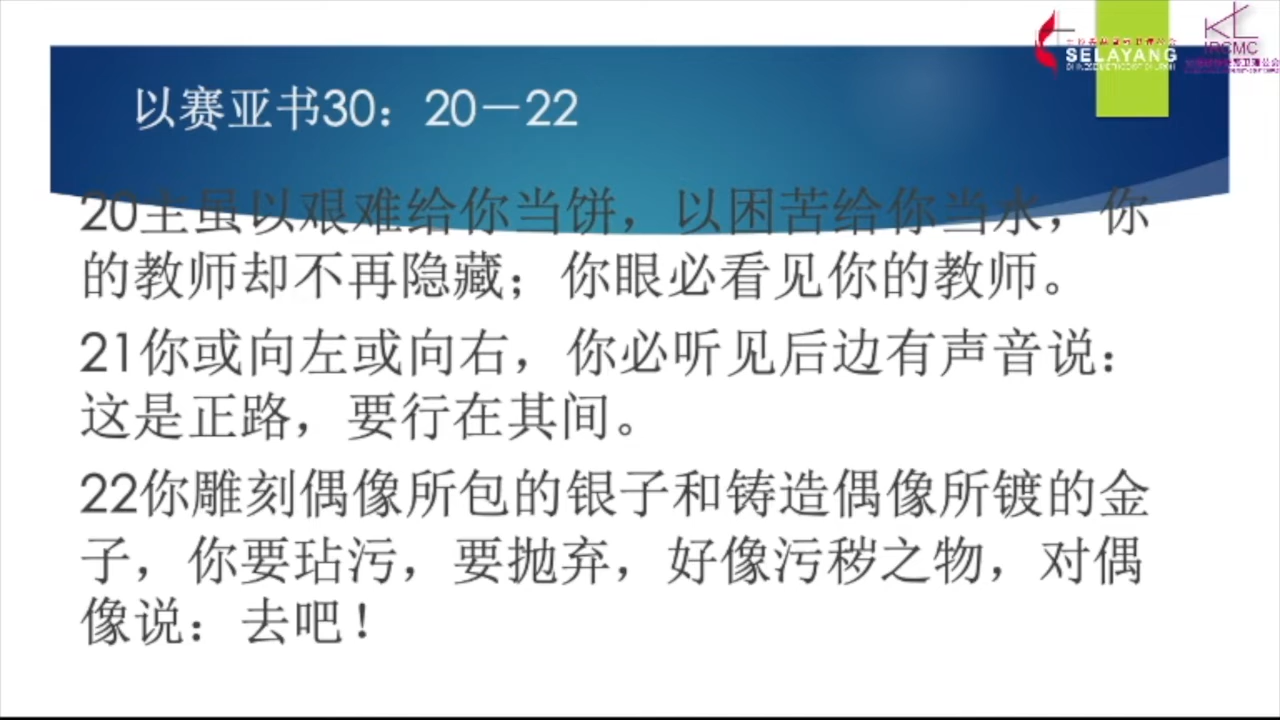 SELAYANG
IRCMC
以赛亚书30：20－22
20主虽以艰难给你当饼，以困苦给你当水，你
的教师却不再隐藏；你眼必看见你的教师。
21你或向左或向右，你必听见后边有声音说：
这是正路，要行在其间。
22你雕刻偶像所包的银子和铸造偶像所镀的金
子，你要玷污，要抛弃，好像污秽之物，对偶
像说：去吧！